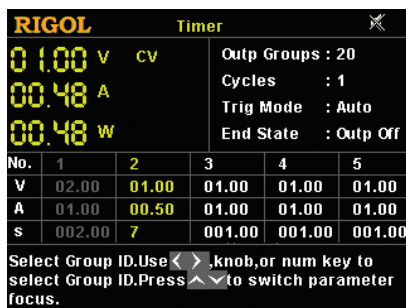 RIGOL Timer
01.00 V CV
00.48 A
00.48 W
Outp Groups : 20
Cycles : 1
Trig Mode : Auto
End State : Outp Off
No. 1 2 3 4 5
V 02.00 01.00 01.00 01.00 01.00
A 01.00 00.50 01.00 01.00 01.00
s 002.00 7 001.00 001.00 001.00
Select Group ID.Use < > ,knob,or num key to
select Group ID.Press ∧ ∨ to switch parameter
focus.